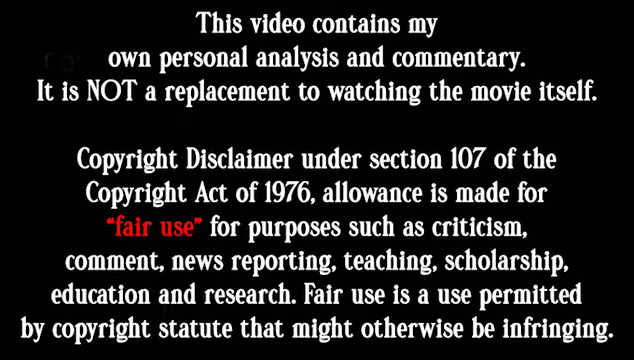 This video contains my
own personal analysis and commentary.
It is NOT a replacement to watching the movie itself.
Copyright Disclaimer under section 107 of the
Copyright Act of 1976, allowance is made for
“fair use” for purposes such as criticism,
comment, news reporting, teaching, scholarship,
education and research. Fair use is a use permitted
by copyright statute that might otherwise be infringing.